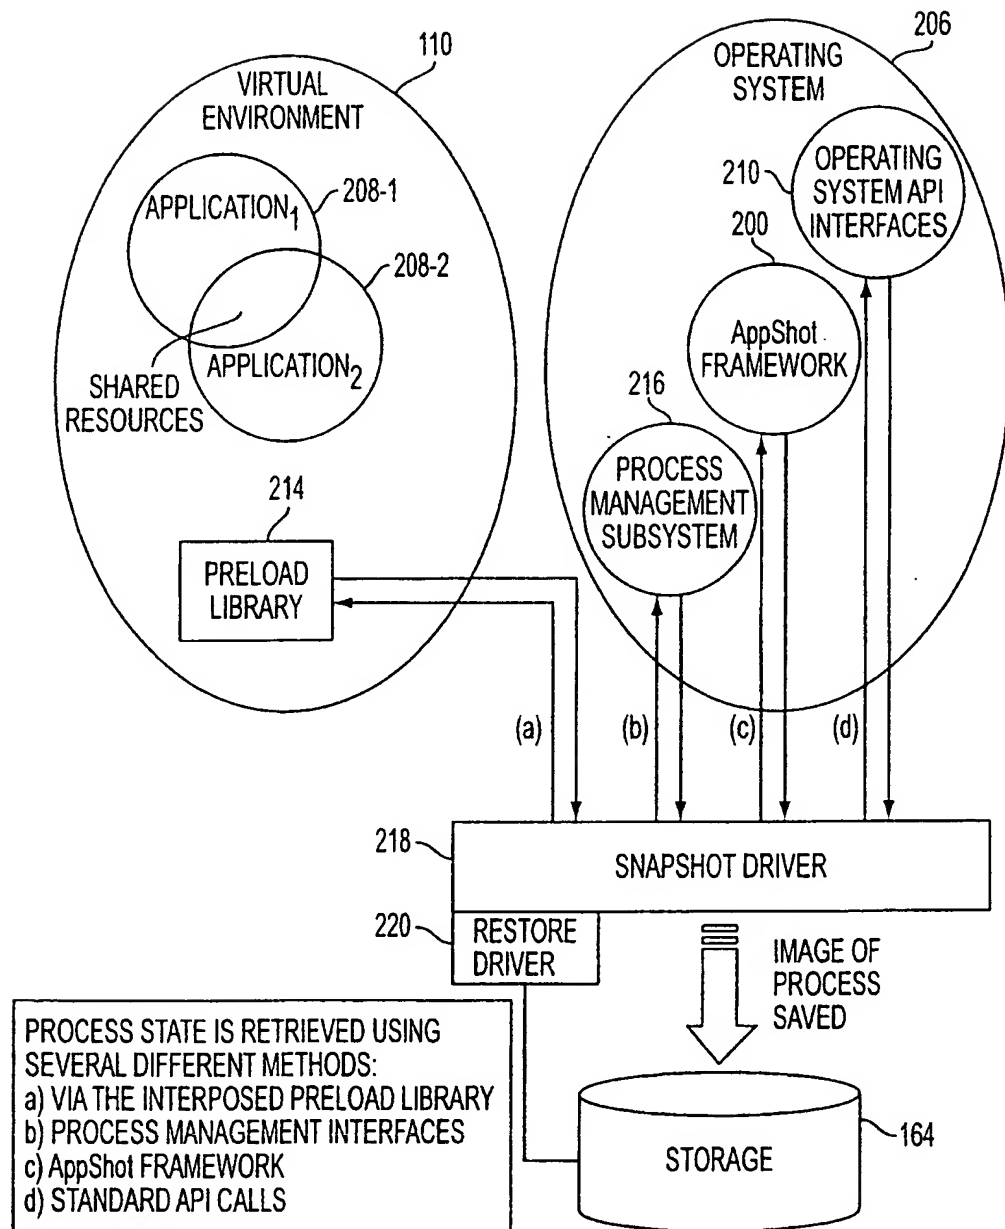 110
VIRTUAL
ENVIRONMENT
APPLICATION1
208-1
208-2
APPLICATION2
SHARED
RESOURCES
214
PRELOAD
LIBRARY
206
OPERATING
SYSTEM
210
OPERATING
SYSTEM API
INTERFACES
200
AppShot
FRAMEWORK
216
PROCESS
MANAGEMENT
SUBSYSTEM
(a)
(b)
(c)
(d)
218
SNAPSHOT DRIVER
220
RESTORE
DRIVER
IMAGE OF
PROCESS
SAVED
PROCESS STATE IS RETRIEVED USING
SEVERAL DIFFERENT METHODS:
a) VIA THE INTERPOSED PRELOAD LIBRARY
b) PROCESS MANAGEMENT INTERFACES
c) AppShot FRAMEWORK
d) STANDARD API CALLS
STORAGE
164